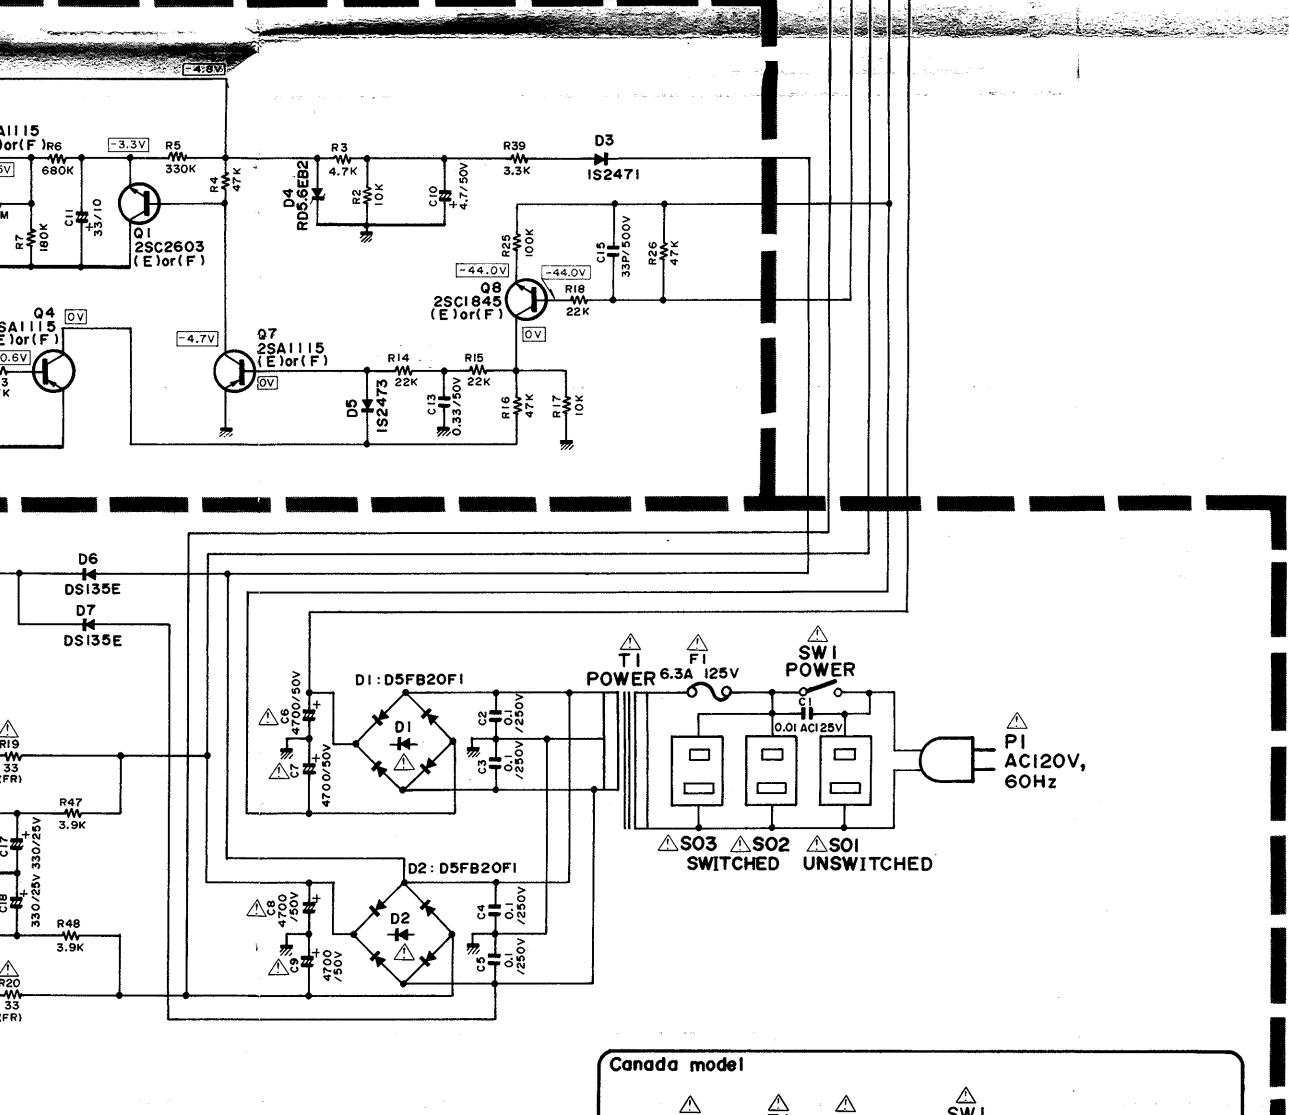 -4.8V
A1115
)or(F)
R6
680K
-3.3V
R5
330K
R4
47K
5V
M
R7
180K
C11
33/10
Q1
2SC2603
(E)or(F)
D4
RD5.6EB2
R3
4.7K
R2
10K
C10
4.7/50V
R39
3.3K
D3
1S2471
R25
100K
C15
33P/500V
R26
47K
-44.0V
-44.0V
Q8
2SC1845
(E)or(F)
R18
22K
0V
Q4
SA1115
E)or(F)
0V
0.6V
3
K
-4.7V
Q7
2SA1115
(E)or(F)
0V
D5
1S2473
R14
22K
C13
0.33/50V
R15
22K
R16
47K
R17
10K
D6
DS135E
D7
DS135E
R19
33
(FR)
R47
3.9K
C17
330/25V
C18
330/25V
R48
3.9K
R20
33
(FR)
D1:D5FB20F1
C6
4700/50V
C7
4700/50V
D1
C2
0.1
/250V
C3
0.1
/250V
D2:D5FB20F1
C8
4700
/50V
C9
4700
/50V
D2
C4
0.1
/250V
C5
0.1
/250V
T1
POWER
F1
6.3A 125V
SW1
POWER
C1
0.01 AC125V
P1
AC120V,
60Hz
SO3
SWITCHED
SO2
SO1
UNSWITCHED
Canada model
SW1